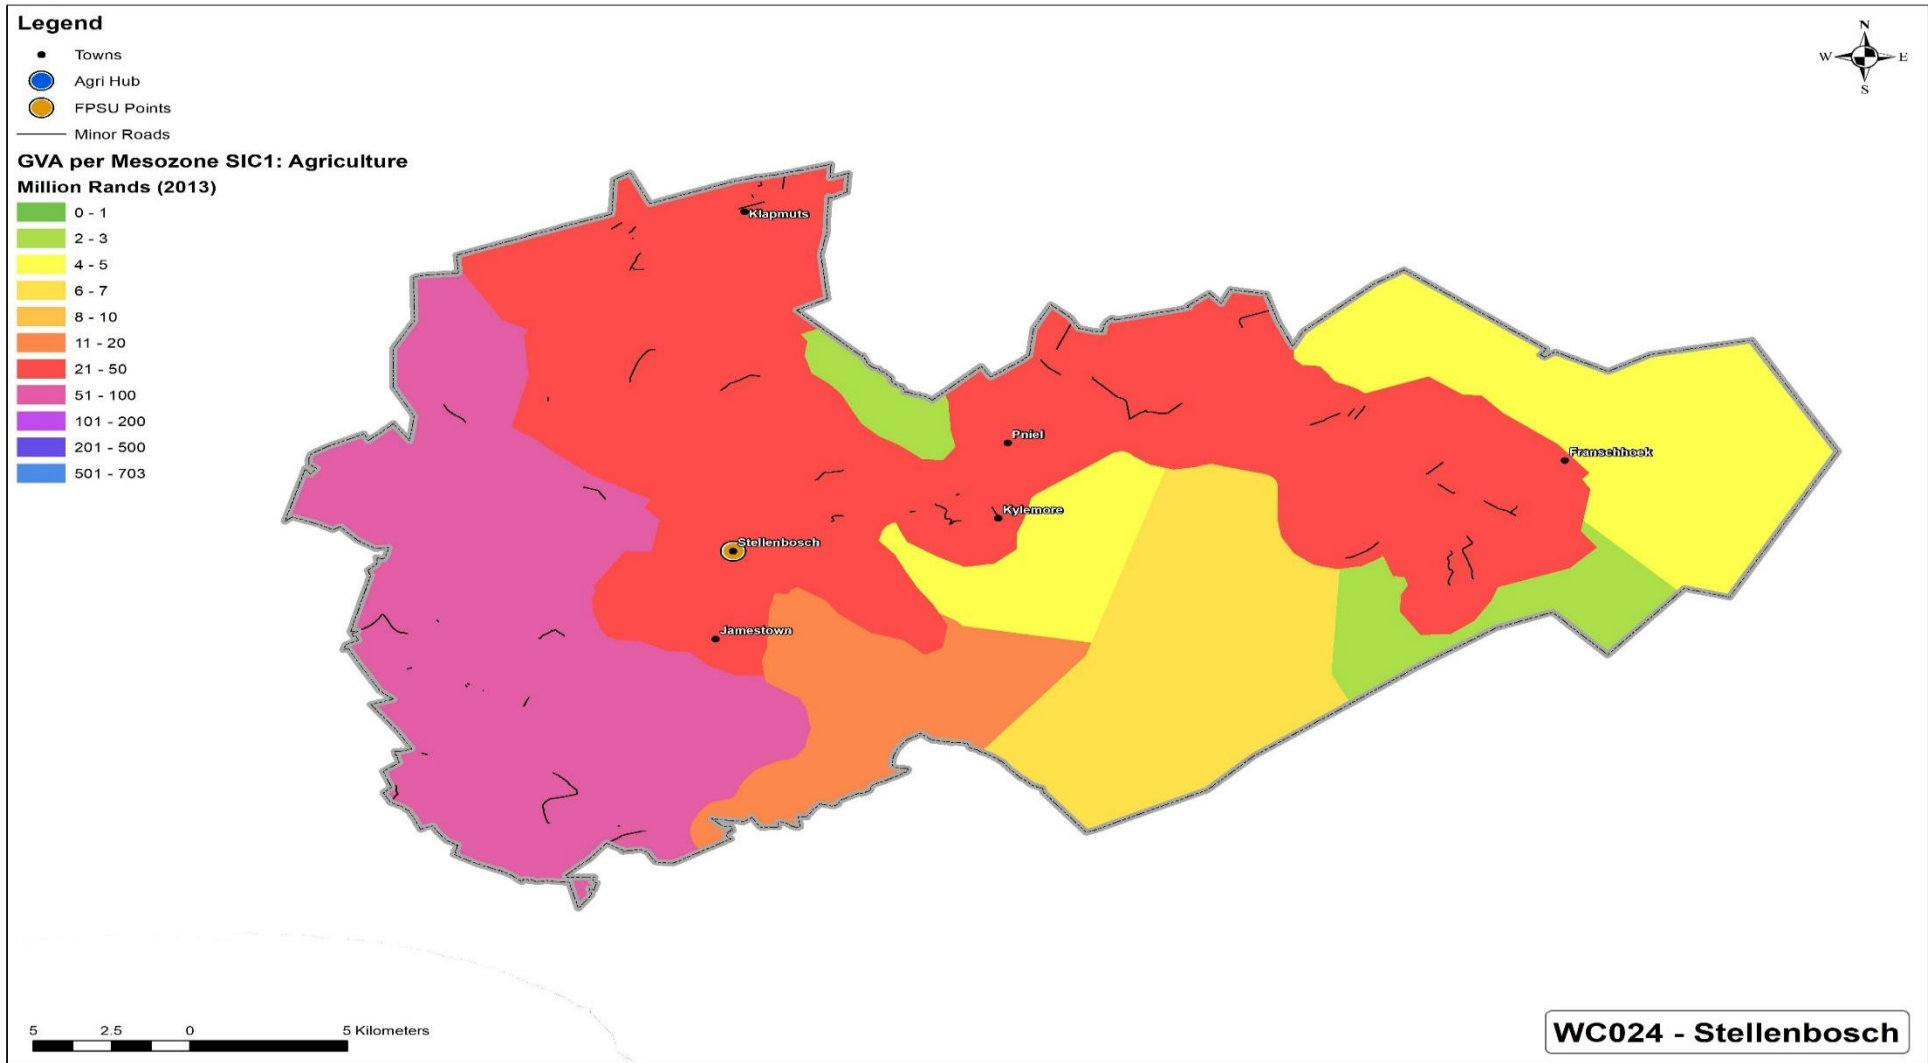 Legend
Towns
Agri Hub
FPSU Points
Minor Roads
GVA per Mesozone SIC1: Agriculture
Million Rands (2013)
0 - 1
2 - 3
4 - 5
6 - 7
8 - 10
11 - 20
21 - 50
51 - 100
101 - 200
201 - 500
501 - 703
N
W E
S
Klapmuts
Pniel
Franschhoek
Kylemore
Stellenbosch
Jamestown
5 2.5 0 5 Kilometers
WC024 - Stellenbosch